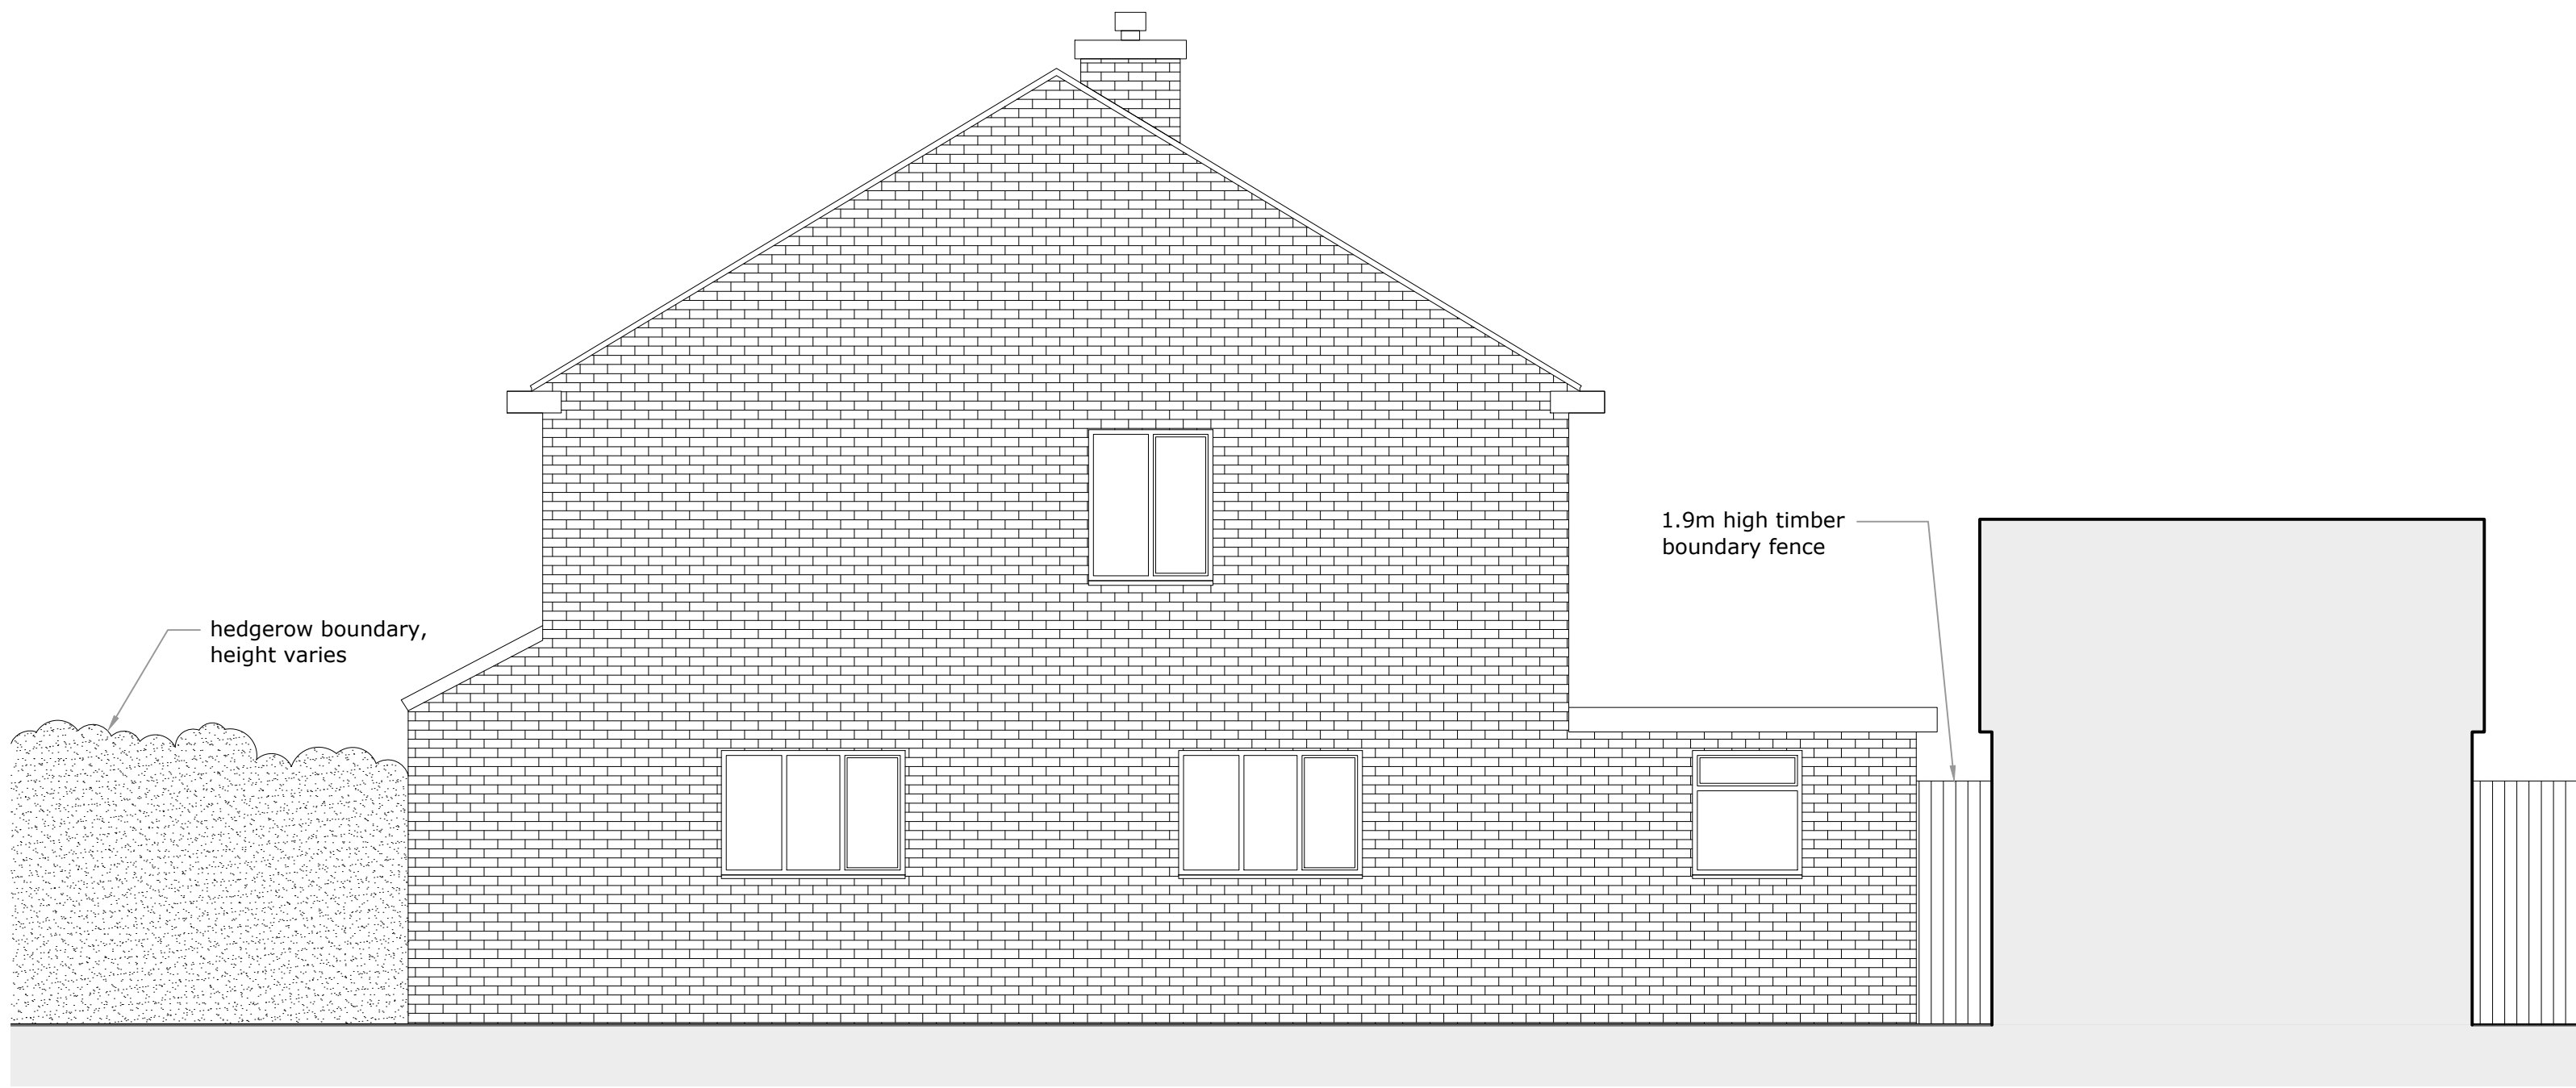 1.9m high timber
boundary fence
hedgerow boundary,
height varies